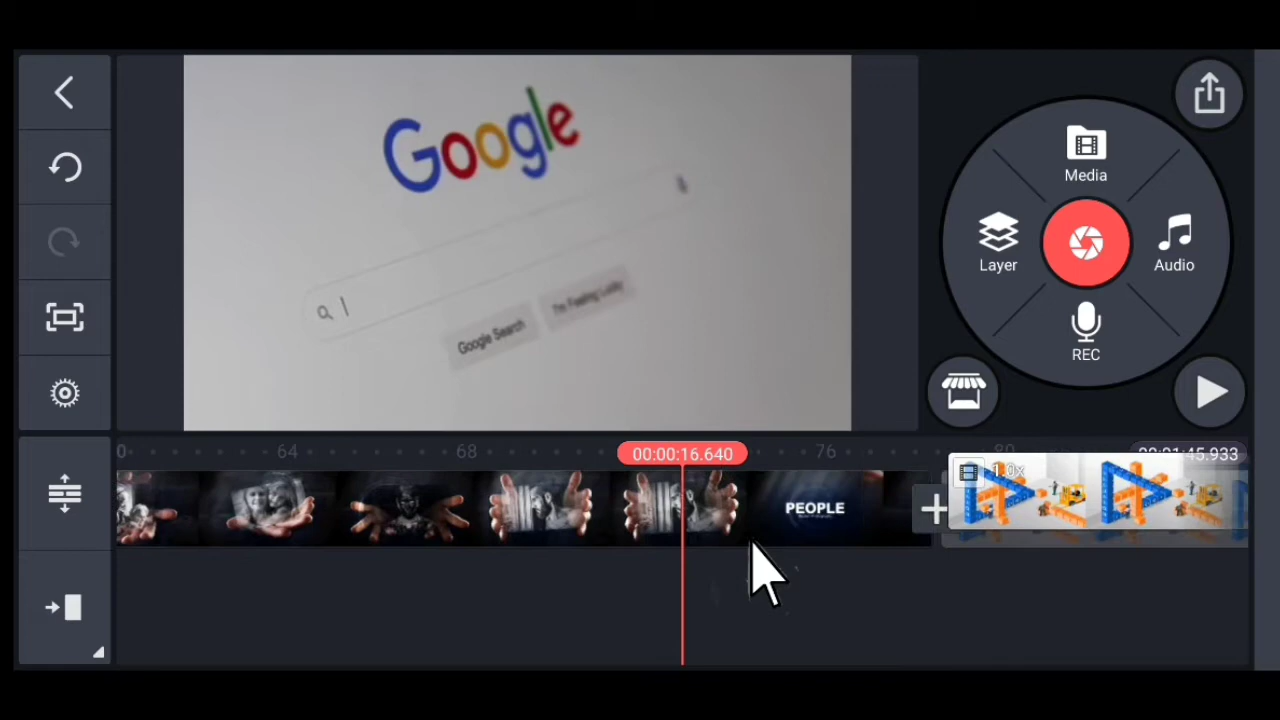 Google
Google Search
I'm Feeling Lucky
Media
Layer
Audio
REC
64
68
00:00:16.640
76
80
00:01:45.933
1.0x
PEOPLE